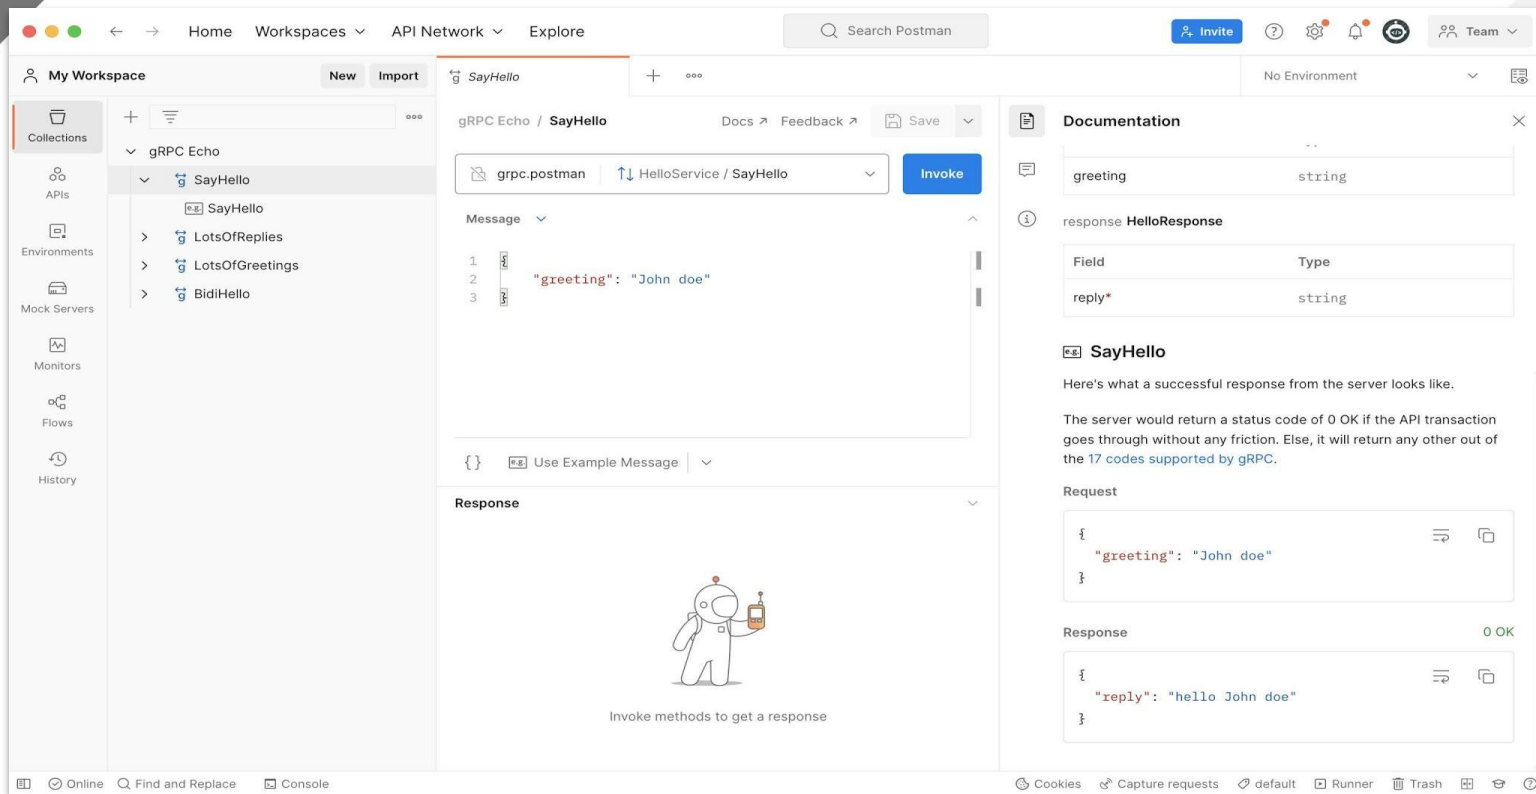 Home Workspaces API Network Explore Search Postman Invite Team
My Workspace New Import SayHello No Environment
Collections
APIs
Environments
Mock Servers
Monitors
Flows
History
gRPC Echo
SayHello
e.g. SayHello
LotsOfReplies
LotsOfGreetings
BidiHello
gRPC Echo / SayHello Docs Feedback Save
grpc.postman HelloService / SayHello Invoke
Message
1 {
2 "greeting": "John doe"
3 }
{} e.g. Use Example Message
Response
Invoke methods to get a response
Documentation
greeting string
response HelloResponse
Field Type
reply* string
e.g. SayHello
Here's what a successful response from the server looks like.
The server would return a status code of 0 OK if the API transaction
goes through without any friction. Else, it will return any other out of
the 17 codes supported by gRPC.
Request
{
"greeting": "John doe"
}
Response 0 OK
{
"reply": "hello John doe"
}
Online Find and Replace Console Cookies Capture requests default Runner Trash